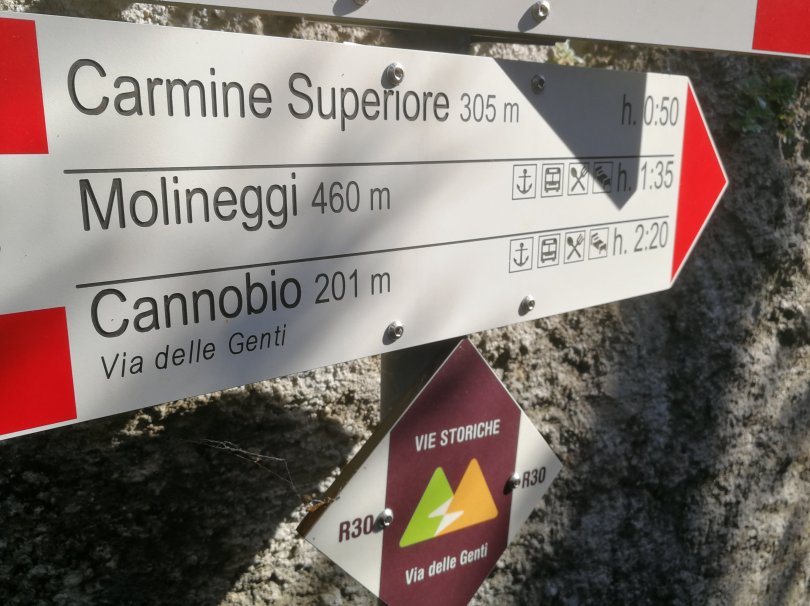 Carmine Superiore 305 m h. 0:50
Molineggi 460 m h. 1:35
Cannobio 201 m h. 2:20
Via delle Genti
VIE STORICHE
R30 R30
Via delle Genti